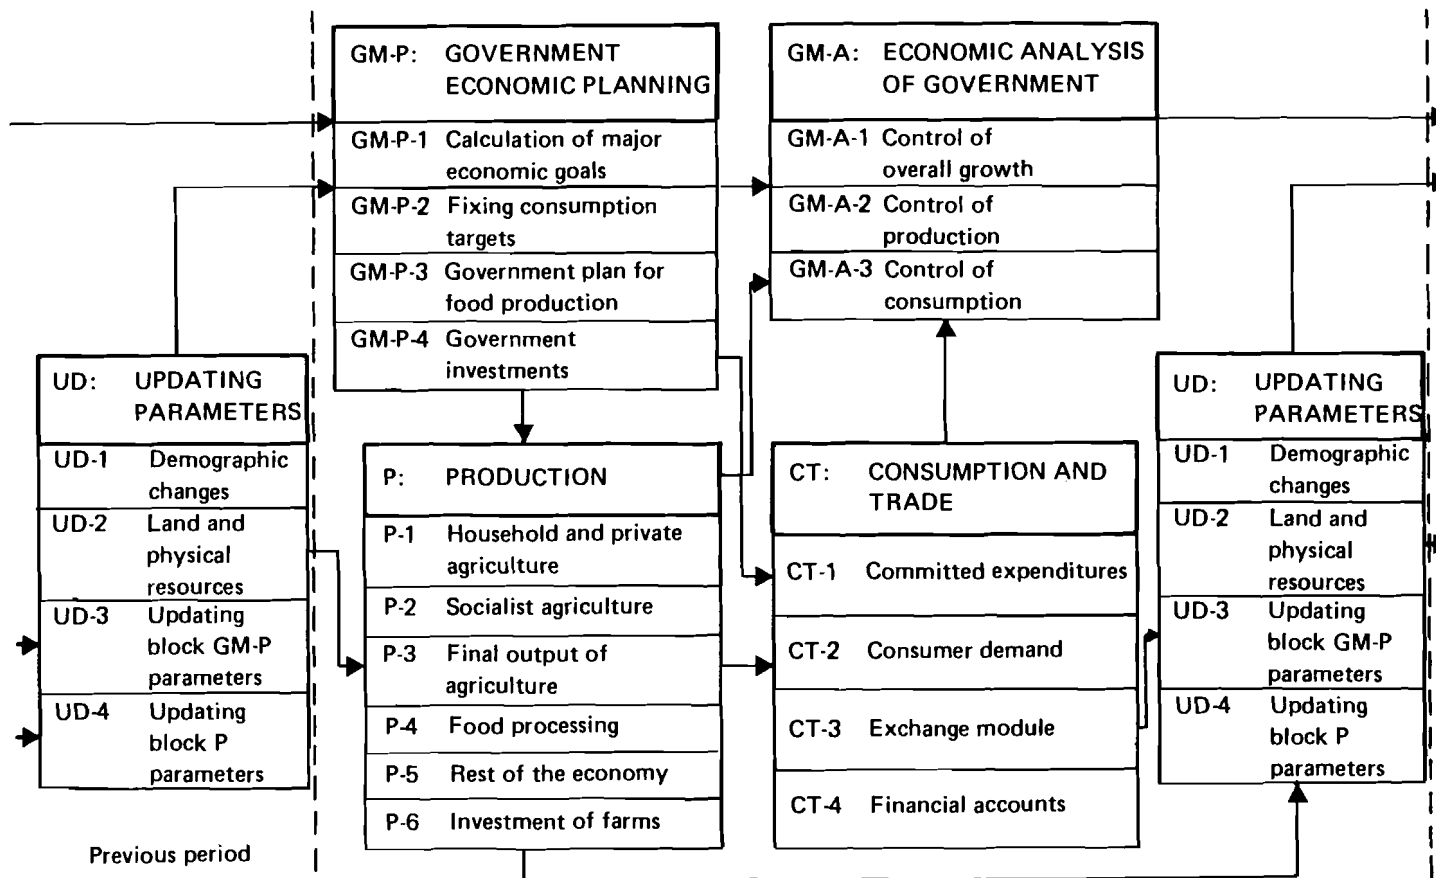 GM-P: GOVERNMENT
ECONOMIC PLANNING
GM-P-1 Calculation of major
economic goals
GM-P-2 Fixing consumption
targets
GM-P-3 Government plan for
food production
GM-P-4 Government
investments
GM-A: ECONOMIC ANALYSIS
OF GOVERNMENT
GM-A-1 Control of
overall growth
GM-A-2 Control of
production
GM-A-3 Control of
consumption
UD: UPDATING
PARAMETERS
UD-1 Demographic
changes
UD-2 Land and
physical
resources
UD-3 Updating
block GM-P
parameters
UD-4 Updating
block P
parameters
Previous period
P: PRODUCTION
P-1 Household and private
agriculture
P-2 Socialist agriculture
P-3 Final output of
agriculture
P-4 Food processing
P-5 Rest of the economy
P-6 Investment of farms
CT: CONSUMPTION AND
TRADE
CT-1 Committed expenditures
CT-2 Consumer demand
CT-3 Exchange module
CT-4 Financial accounts
UD: UPDATING
PARAMETERS
UD-1 Demographic
changes
UD-2 Land and
physical
resources
UD-3 Updating
block GM-P
parameters
UD-4 Updating
block P
parameters